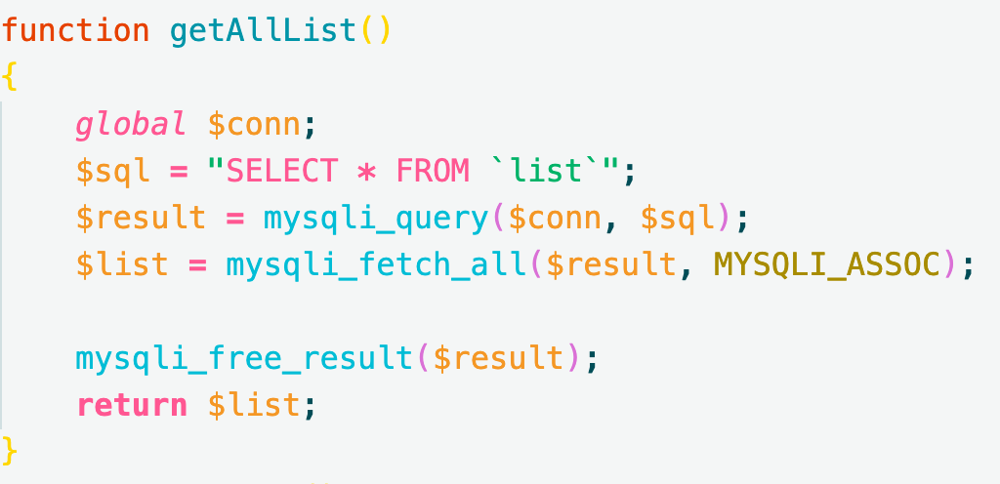 function getAllList()
{
global $conn;
$sql = "SELECT * FROM `list`";
$result = mysqli_query($conn, $sql);
$list = mysqli_fetch_all($result, MYSQLI_ASSOC);
mysqli_free_result($result);
return $list;
}